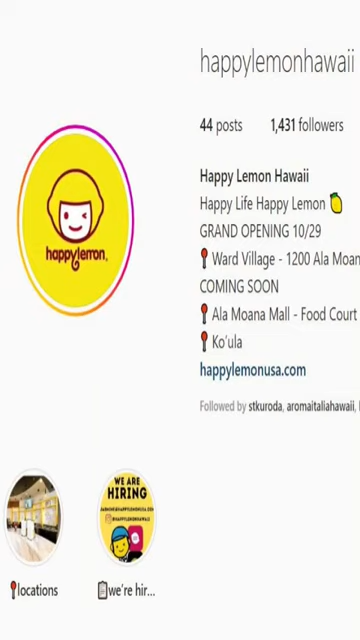 happylemonhawaii
44 posts 1,431 followers
Happy Lemon Hawaii
Happy Life Happy Lemon 🍋
GRAND OPENING 10/29
📍 Ward Village - 1200 Ala Moan
COMING SOON
📍 Ala Moana Mall - Food Court
📍 Ko'ula
happylemonusa.com
Followed by stkuroda, aromaitaliahawaii,
happylemon
WE ARE
HIRING
@HAPPYLEMONHAWAII
📍locations
📋we're hir...